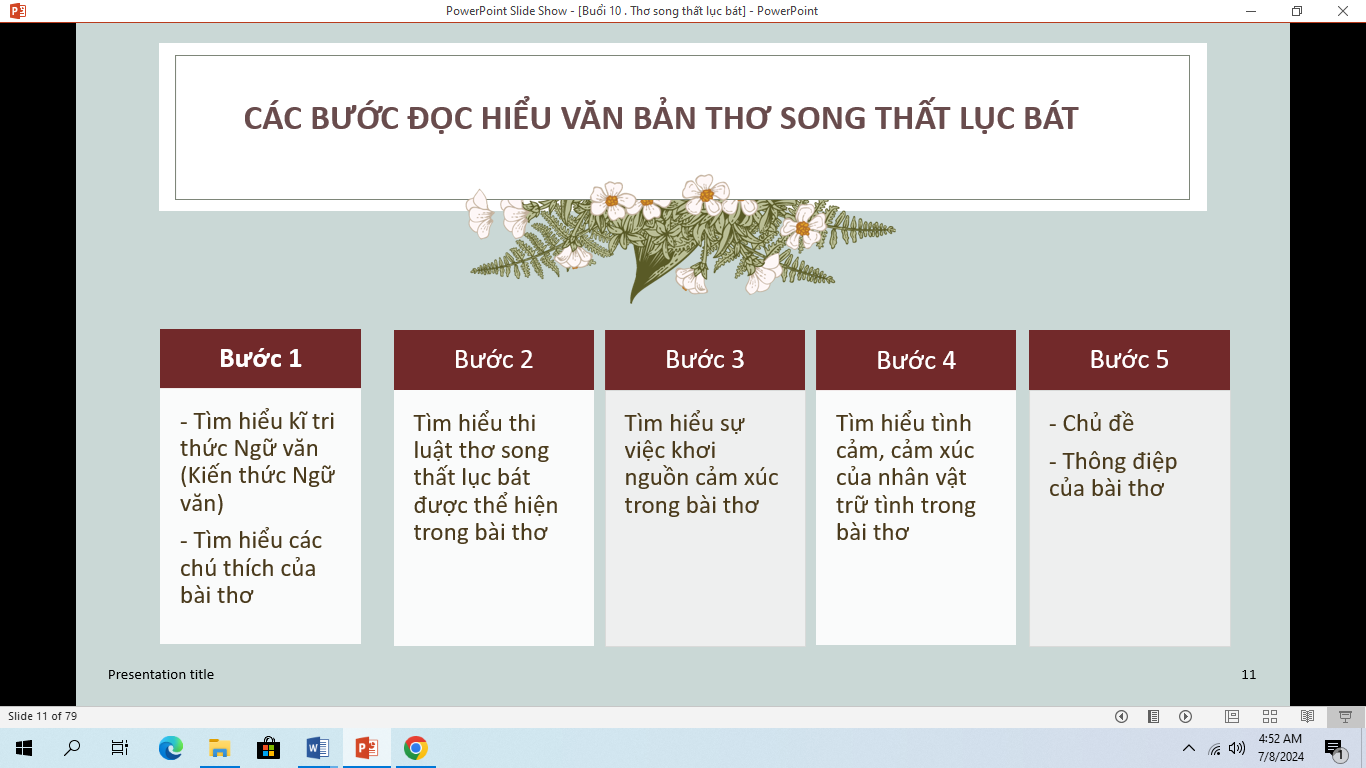 PowerPoint Slide Show - [Buổi 10 . Thơ song thất lục bát] - PowerPoint
CÁC BƯỚC ĐỌC HIỂU VĂN BẢN THƠ SONG THẤT LỤC BÁT
Bước 1
- Tìm hiểu kĩ tri
thức Ngữ văn
(Kiến thức Ngữ
văn)
- Tìm hiểu các
chú thích của
bài thơ
Bước 2
Tìm hiểu thi
luật thơ song
thất lục bát
được thể hiện
trong bài thơ
Bước 3
Tìm hiểu sự
việc khơi
nguồn cảm xúc
trong bài thơ
Bước 4
Tìm hiểu tình
cảm, cảm xúc
của nhân vật
trữ tình trong
bài thơ
Bước 5
- Chủ đề
- Thông điệp
của bài thơ
Presentation title
11
Slide 11 of 79
4:52 AM
7/8/2024
1